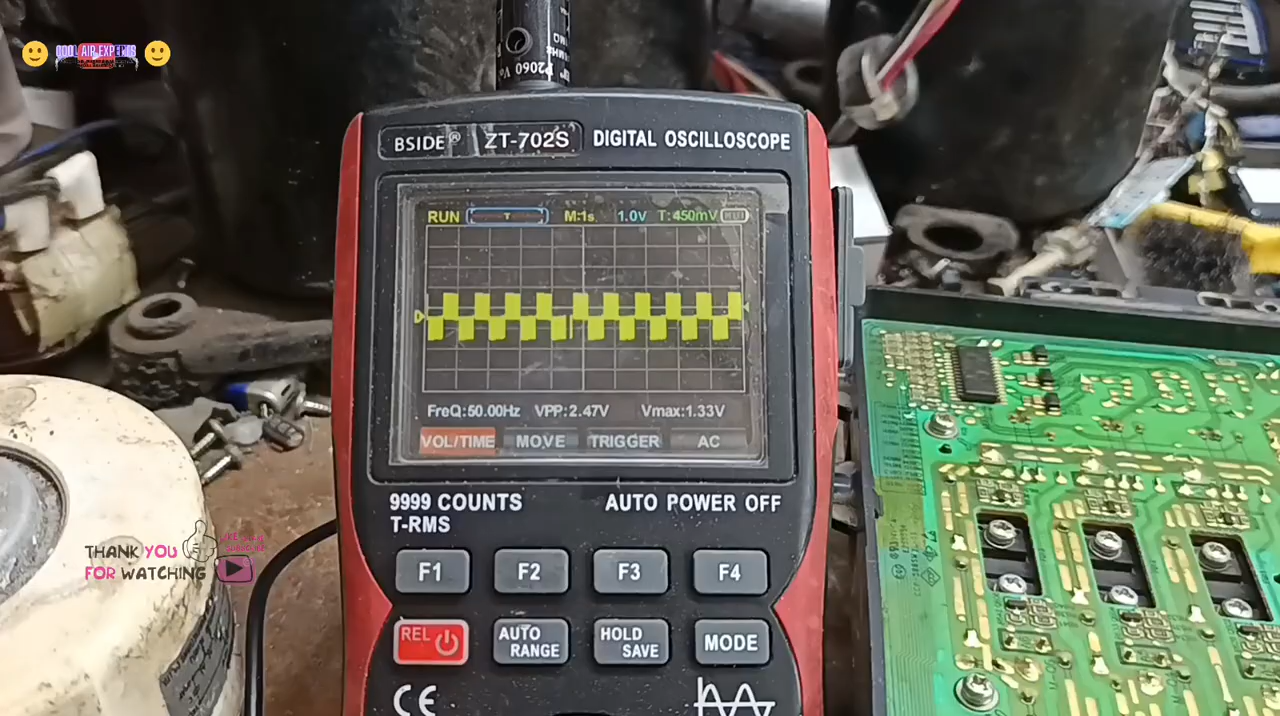 P2060
BSIDE® ZT-702S DIGITAL OSCILLOSCOPE
RUN T M:1s 1.0V T:450mV
FreQ:50.00Hz VPP:2.47V Vmax:1.33V
VOL/TIME MOVE TRIGGER AC
9999 COUNTS
T-RMS
AUTO POWER OFF
F1 F2 F3 F4
REL
AUTO
RANGE
HOLD
SAVE
MODE
CE
THANK YOU
FOR WATCHING